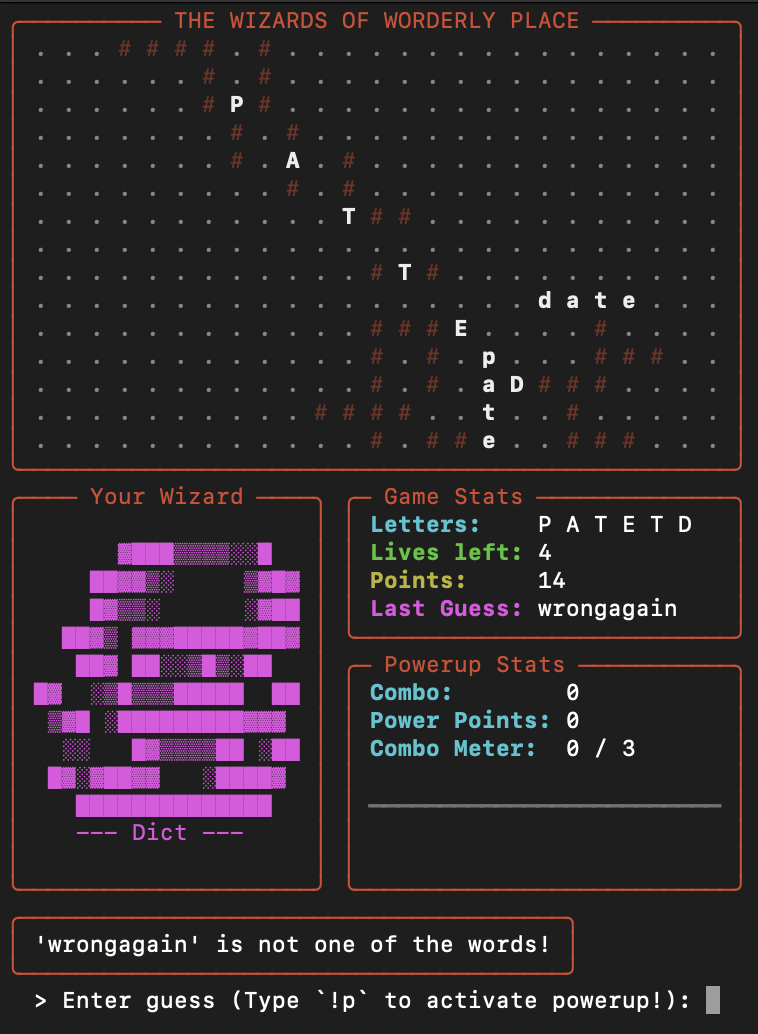 THE WIZARDS OF WORDERLY PLACE
. . . # # # # . # . . . . . . . . . . . . . . . .
. . . . . . # . # . . . . . . . . . . . . . . . .
. . . . . . # P # . . . . . . . . . . . . . . . .
. . . . . . . # . # . . . . . . . . . . . . . . .
. . . . . . . # . A . # . . . . . . . . . . . . .
. . . . . . . . . # . # . . . . . . . . . . . . .
. . . . . . . . . . . T # # . . . . . . . . . . .
. . . . . . . . . . . . . . . . . . . . . . . . .
. . . . . . . . . . . . # T # . . . . . . . . . .
. . . . . . . . . . . . . . . . . . d a t e . . .
. . . . . . . . . . . . # # # E . . . . # . . . .
. . . . . . . . . . . . # . # . p . . . # # # . .
. . . . . . . . . . . . # . # . a D # # # . . . .
. . . . . . . . . . # # # # . . t . . # . . . . .
. . . . . . . . . . . . # . # # e . . # # # . . .
Your Wizard
--- Dict ---
Game Stats
Letters: P A T E T D
Lives left: 4
Points: 14
Last Guess: wrongagain
Powerup Stats
Combo: 0
Power Points: 0
Combo Meter: 0 / 3
'wrongagain' is not one of the words!
> Enter guess (Type `!p` to activate powerup!):